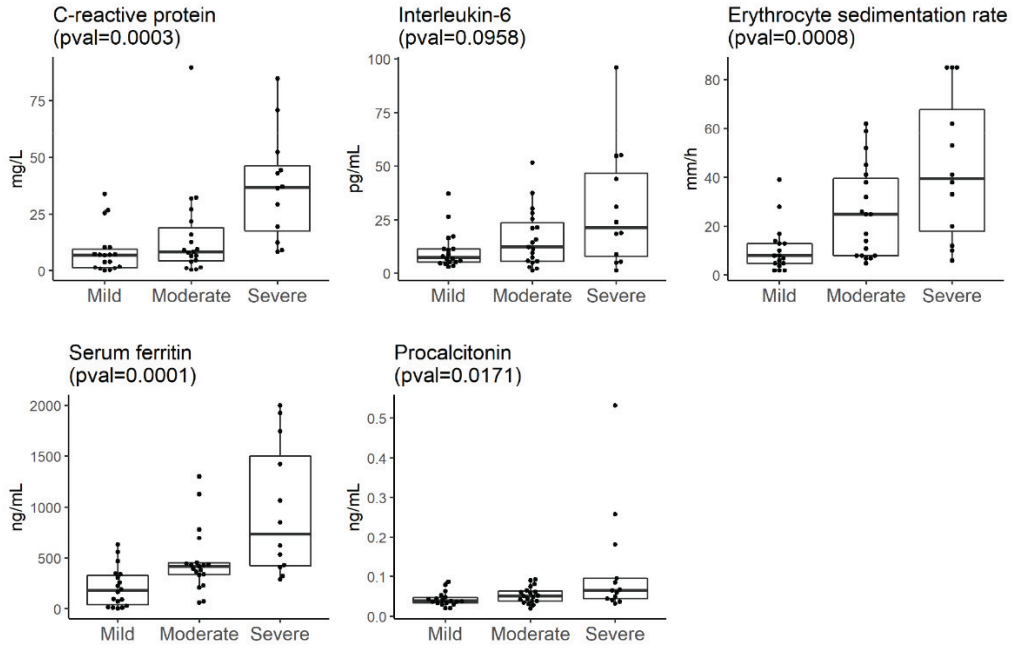 C-reactive protein
(pval=0.0003)
mg/L
75
50
25
0
Mild Moderate Severe
Interleukin-6
(pval=0.0958)
pg/mL
100
75
50
25
0
Mild Moderate Severe
Erythrocyte sedimentation rate
(pval=0.0008)
mm/h
80
60
40
20
0
Mild Moderate Severe
Serum ferritin
(pval=0.0001)
ng/mL
2000
1500
1000
500
0
Mild Moderate Severe
Procalcitonin
(pval=0.0171)
ng/mL
0.5
0.4
0.3
0.2
0.1
0.0
Mild Moderate Severe